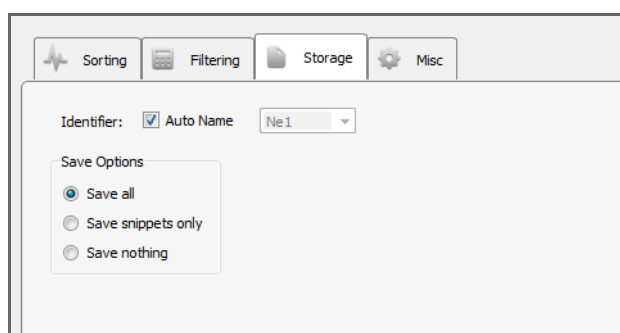 Sorting Filtering Storage Misc
Identifier: Auto Name Ne1
Save Options
Save all
Save snippets only
Save nothing